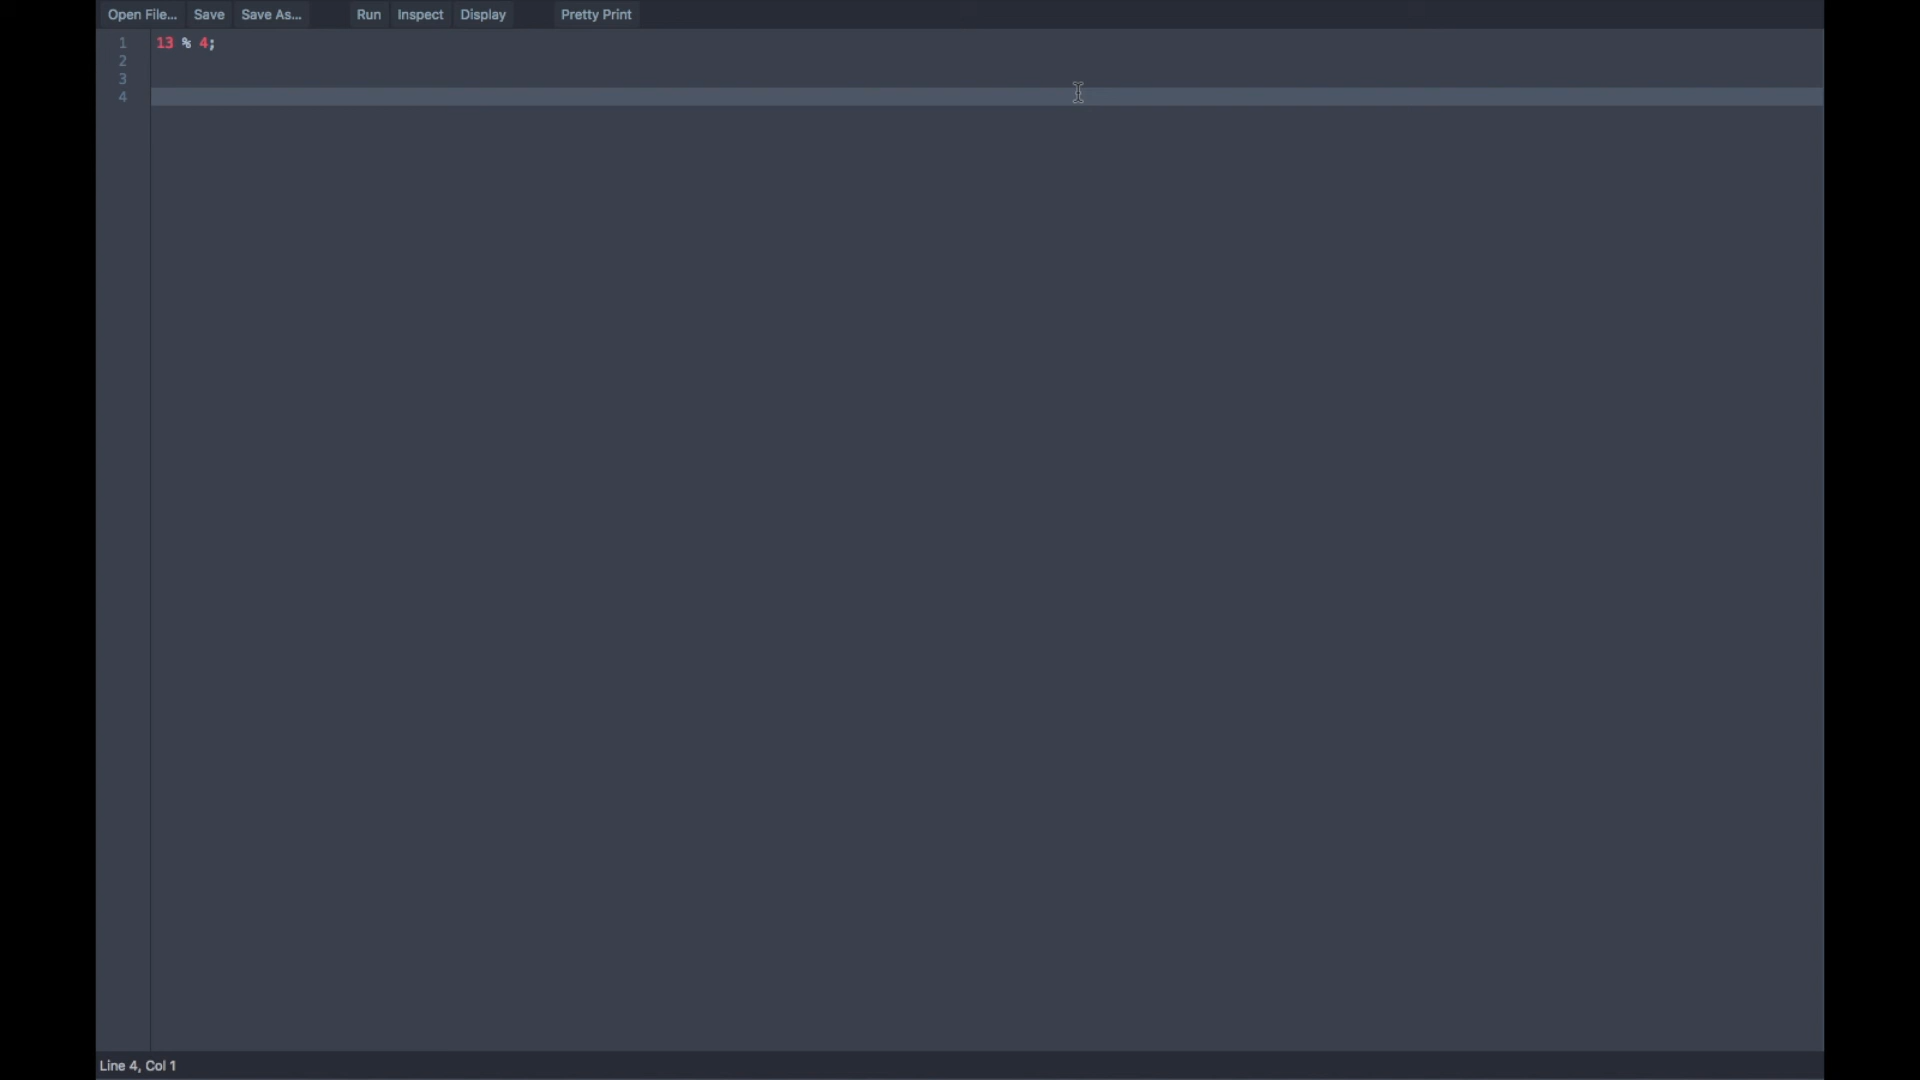 Open File... Save Save As... Run Inspect Display Pretty Print
1 13 % 4;
2
3
4
Line 4, Col 1